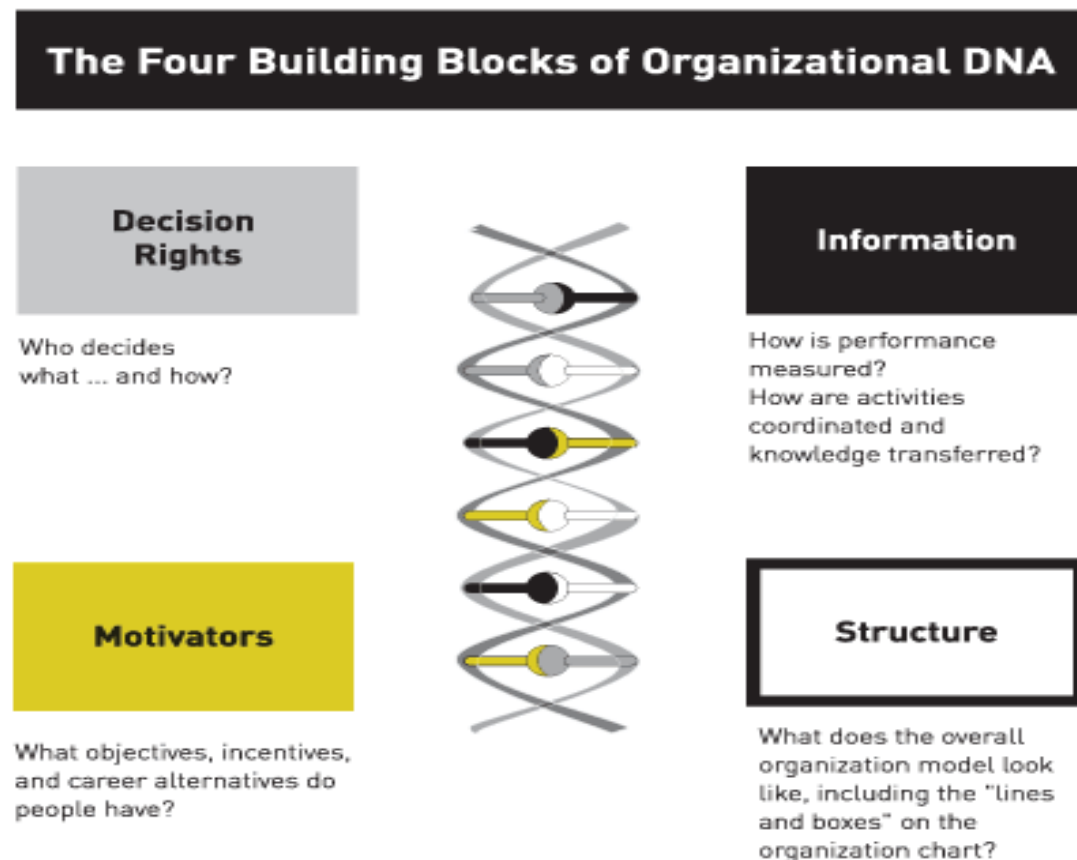 The Four Building Blocks of Organizational DNA
Decision
Rights
Who decides
what ... and how?
Information
How is performance
measured?
How are activities
coordinated and
knowledge transferred?
Motivators
What objectives, incentives,
and career alternatives do
people have?
Structure
What does the overall
organization model look
like, including the "lines
and boxes" on the
organization chart?